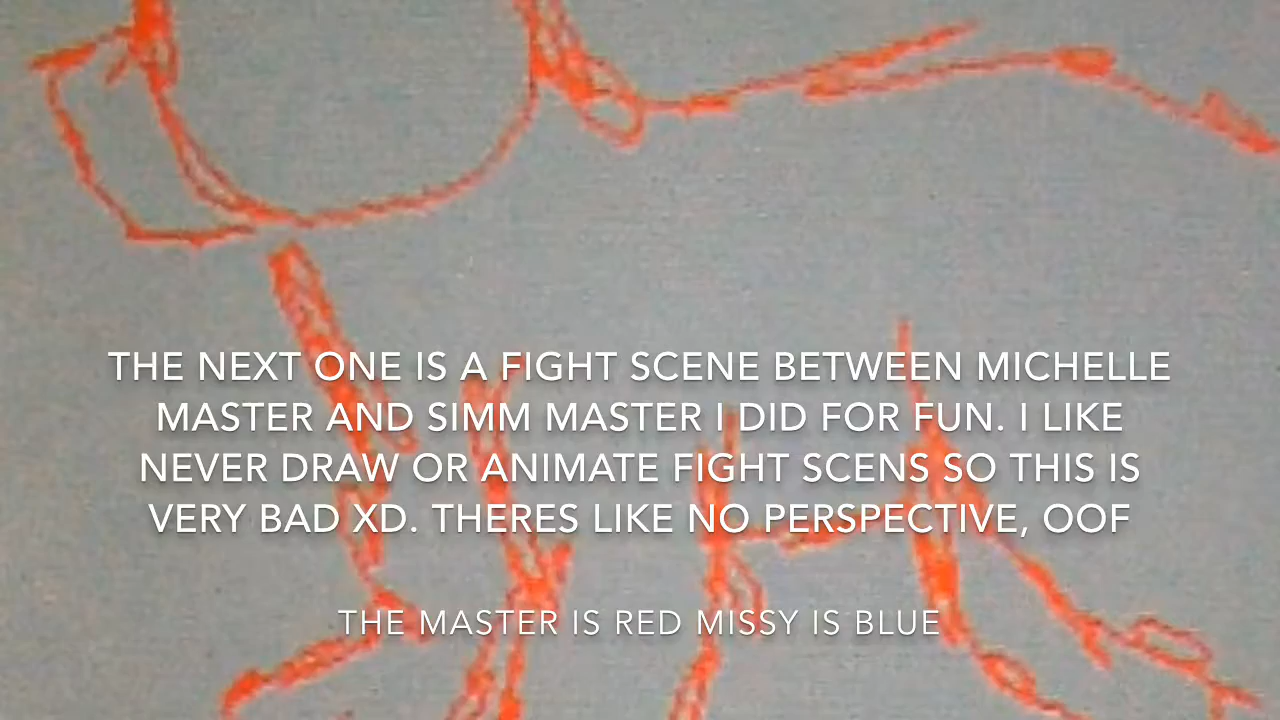 THE NEXT ONE IS A FIGHT SCENE BETWEEN MICHELLE
MASTER AND SIMM MASTER I DID FOR FUN. I LIKE
NEVER DRAW OR ANIMATE FIGHT SCENS SO THIS IS
VERY BAD XD. THERES LIKE NO PERSPECTIVE, OOF
THE MASTER IS RED MISSY IS BLUE